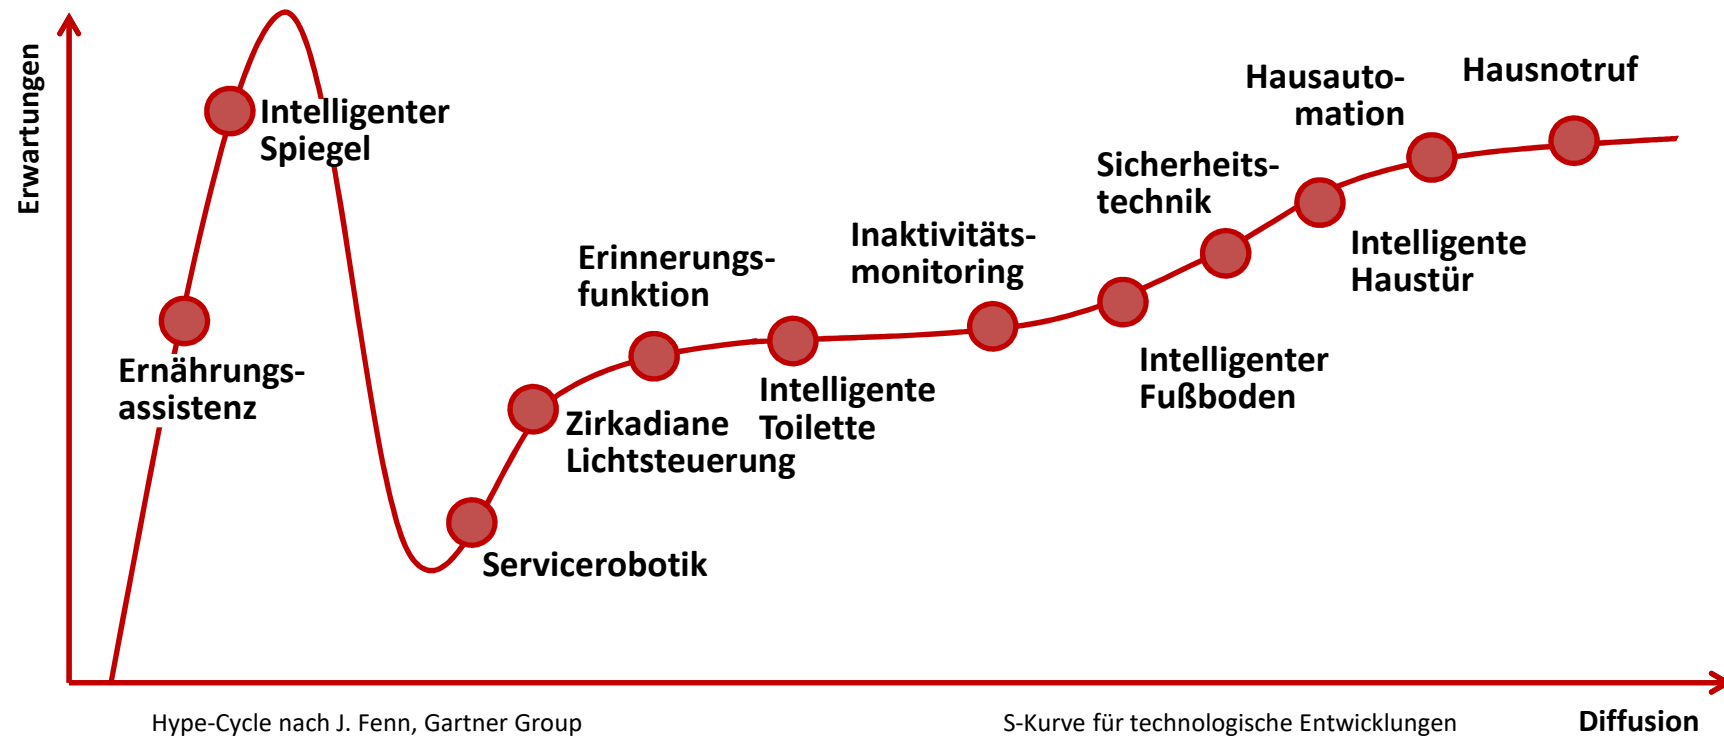 Erwartungen
Intelligenter
Spiegel
Ernährungs-
assistenz
Servicerobotik
Zirkadiane
Lichtsteuerung
Erinnerungs-
funktion
Intelligente
Toilette
Inaktivitäts-
monitoring
Intelligenter
Fußboden
Sicherheits-
technik
Intelligente
Haustür
Hausauto-
mation
Hausnotruf
Hype-Cycle nach J. Fenn, Gartner Group
S-Kurve für technologische Entwicklungen
Diffusion